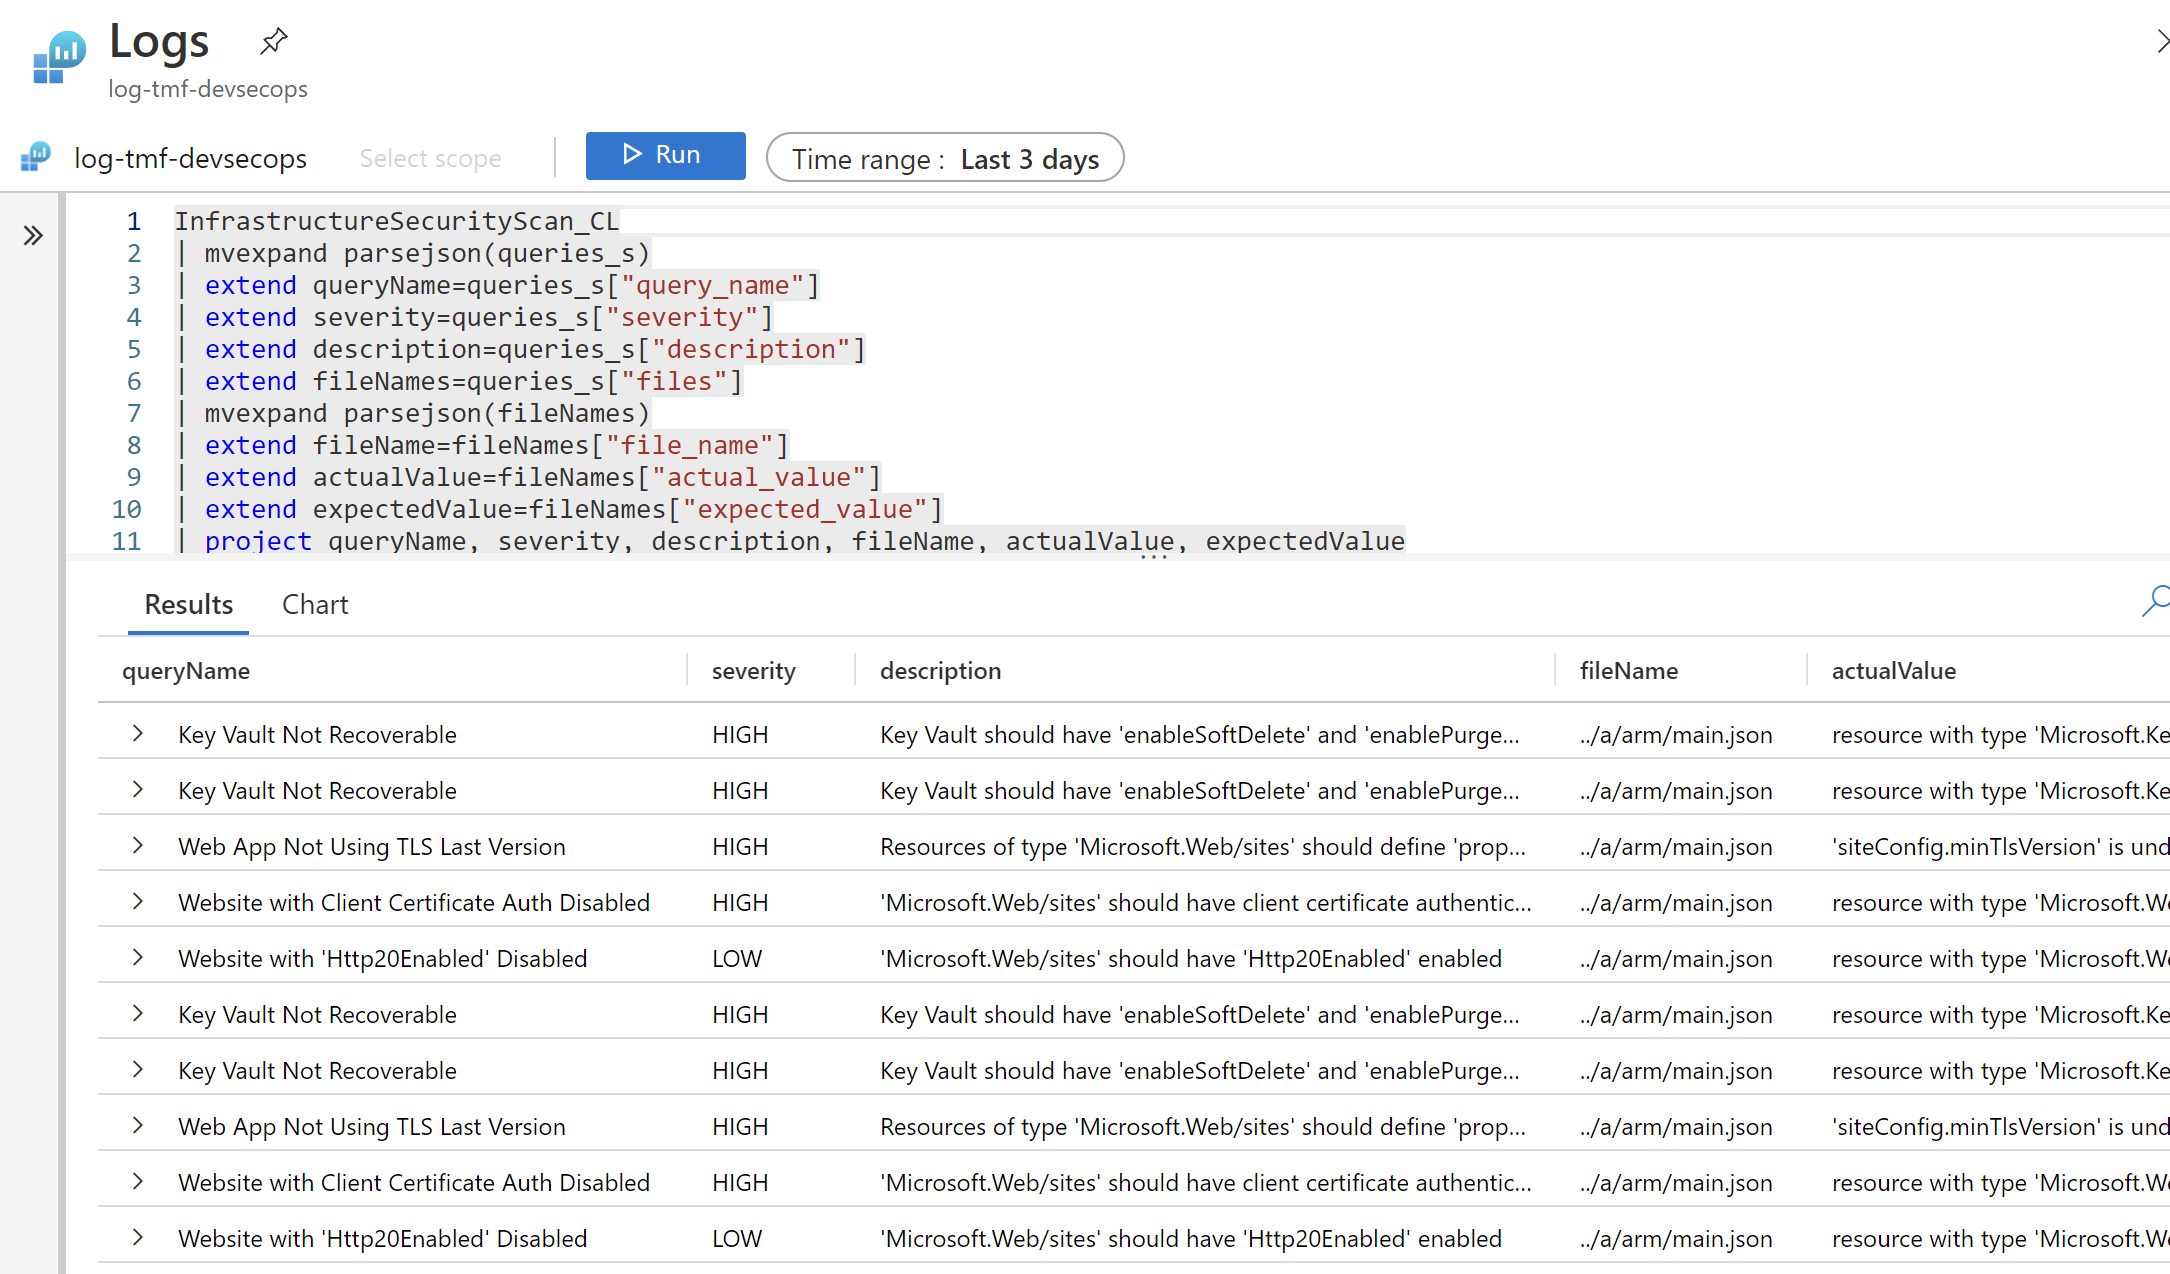 Logs
log-tmf-devsecops
log-tmf-devsecops Select scope Run Time range : Last 3 days
1 InfrastructureSecurityScan_CL
2 | mvexpand parsejson(queries_s)
3 | extend queryName=queries_s["query_name"]
4 | extend severity=queries_s["severity"]
5 | extend description=queries_s["description"]
6 | extend fileNames=queries_s["files"]
7 | mvexpand parsejson(fileNames)
8 | extend fileName=fileNames["file_name"]
9 | extend actualValue=fileNames["actual_value"]
10 | extend expectedValue=fileNames["expected_value"]
11 | project queryName, severity, description, fileName, actualValue, expectedValue
Results Chart
queryName severity description fileName actualValue
Key Vault Not Recoverable HIGH Key Vault should have 'enableSoftDelete' and 'enablePurge... ../a/arm/main.json resource with type 'Microsoft.Ke
Key Vault Not Recoverable HIGH Key Vault should have 'enableSoftDelete' and 'enablePurge... ../a/arm/main.json resource with type 'Microsoft.Ke
Web App Not Using TLS Last Version HIGH Resources of type 'Microsoft.Web/sites' should define 'prop... ../a/arm/main.json 'siteConfig.minTlsVersion' is und
Website with Client Certificate Auth Disabled HIGH 'Microsoft.Web/sites' should have client certificate authentic... ../a/arm/main.json resource with type 'Microsoft.We
Website with 'Http20Enabled' Disabled LOW 'Microsoft.Web/sites' should have 'Http20Enabled' enabled ../a/arm/main.json resource with type 'Microsoft.We
Key Vault Not Recoverable HIGH Key Vault should have 'enableSoftDelete' and 'enablePurge... ../a/arm/main.json resource with type 'Microsoft.Ke
Key Vault Not Recoverable HIGH Key Vault should have 'enableSoftDelete' and 'enablePurge... ../a/arm/main.json resource with type 'Microsoft.Ke
Web App Not Using TLS Last Version HIGH Resources of type 'Microsoft.Web/sites' should define 'prop... ../a/arm/main.json 'siteConfig.minTlsVersion' is und
Website with Client Certificate Auth Disabled HIGH 'Microsoft.Web/sites' should have client certificate authentic... ../a/arm/main.json resource with type 'Microsoft.We
Website with 'Http20Enabled' Disabled LOW 'Microsoft.Web/sites' should have 'Http20Enabled' enabled ../a/arm/main.json resource with type 'Microsoft.We